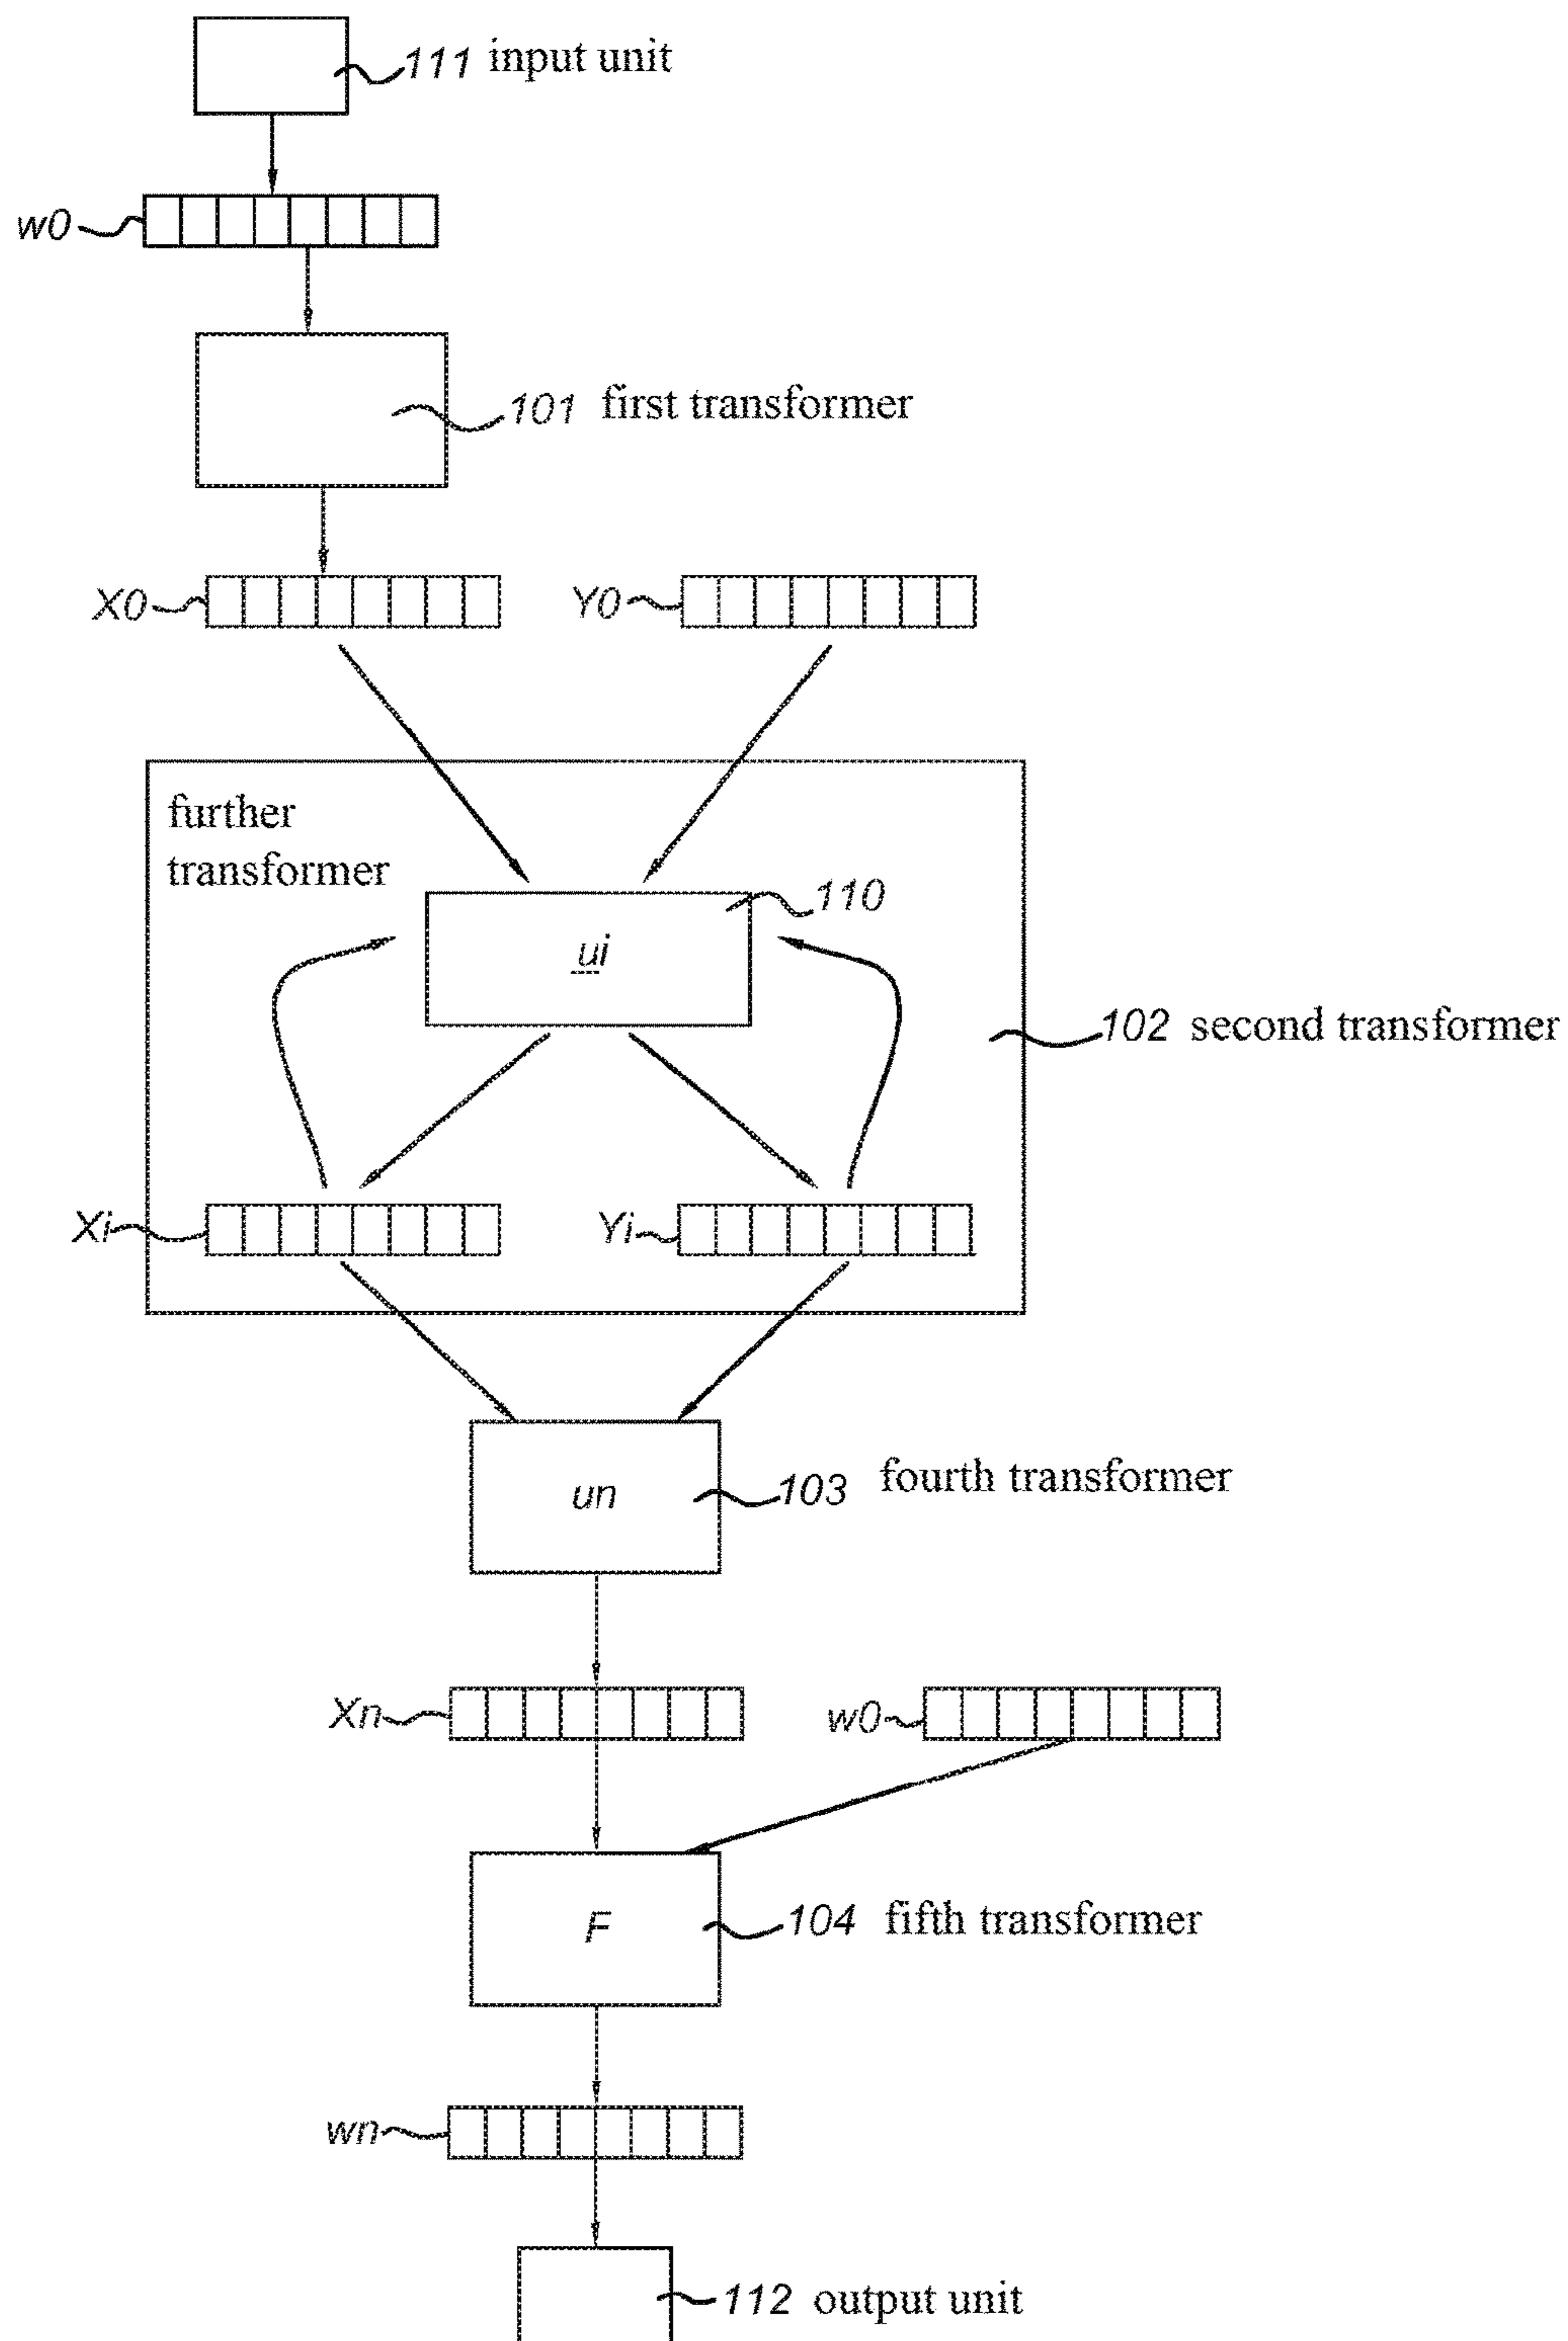 111 input unit
w0
101 first transformer
X0
Y0
further
transformer
110
ui
102 second transformer
Xi
Yi
un
103 fourth transformer
Xn
w0
F
104 fifth transformer
wn
112 output unit